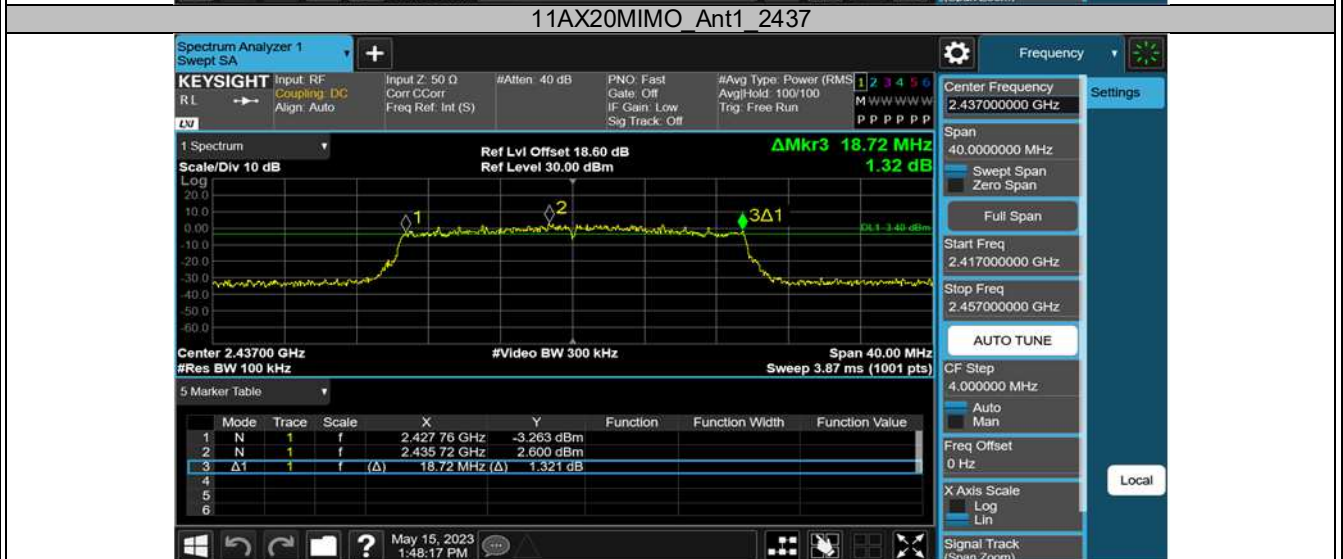 (Span Zoom)
11AX20MIMO_Ant1_2437
Spectrum Analyzer 1
Swept SA
+
Frequency
KEYSIGHT
RL
LXI
Input: RF
Coupling: DC
Align: Auto
Input Z: 50 Ω
Corr CCorr
Freq Ref: Int (S)
#Atten: 40 dB
PNO: Fast
Gate: Off
IF Gain: Low
Sig Track: Off
#Avg Type: Power (RMS
Avg|Hold: 100/100
Trig: Free Run
1 2 3 4 5 6
M W W W W W
P P P P P P
1 Spectrum
Scale/Div 10 dB
Ref Lvl Offset 18.60 dB
Ref Level 30.00 dBm
ΔMkr3 18.72 MHz
1.32 dB
Log
20.0
10.0
0.00
-10.0
-20.0
-30.0
-40.0
-50.0
-60.0
1
2
3Δ1
DL1 -3.40 dBm
Center 2.43700 GHz
#Res BW 100 kHz
#Video BW 300 kHz
Span 40.00 MHz
Sweep 3.87 ms (1001 pts)
5 Marker Table
Mode Trace Scale X Y Function Function Width Function Value
1 N 1 f 2.427 76 GHz -3.263 dBm
2 N 1 f 2.435 72 GHz 2.600 dBm
3 Δ1 1 f (Δ) 18.72 MHz (Δ) 1.321 dB
4
5
6
May 15, 2023
1:48:17 PM
?
Center Frequency
2.437000000 GHz
Span
40.0000000 MHz
Swept Span
Zero Span
Full Span
Start Freq
2.417000000 GHz
Stop Freq
2.457000000 GHz
AUTO TUNE
CF Step
4.000000 MHz
Auto
Man
Freq Offset
0 Hz
X Axis Scale
Log
Lin
Signal Track
(Span Zoom)
Settings
Local